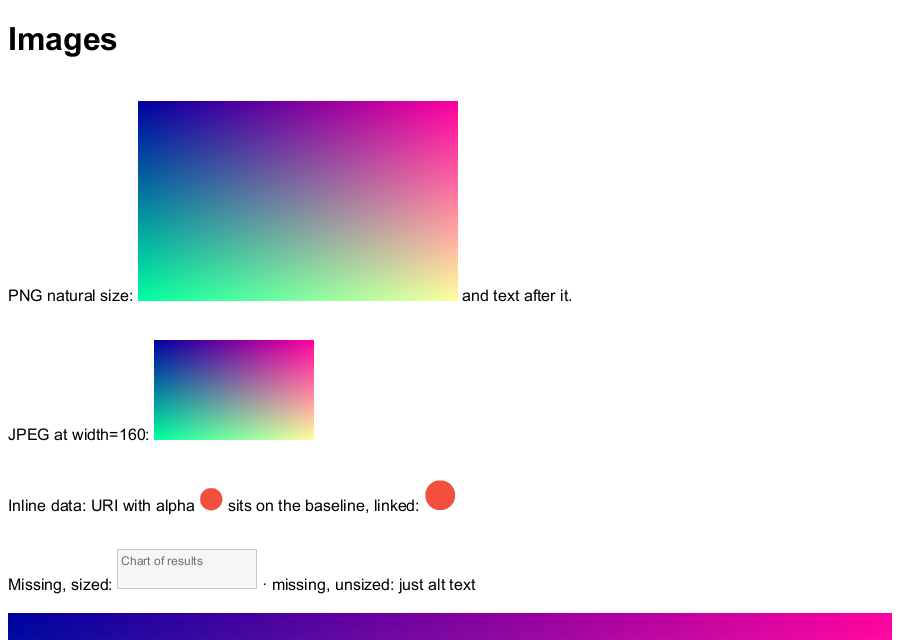 Images
PNG natural size: and text after it.
JPEG at width=160:
Inline data: URI with alpha sits on the baseline, linked:
Chart of results
Missing, sized: · missing, unsized: just alt text